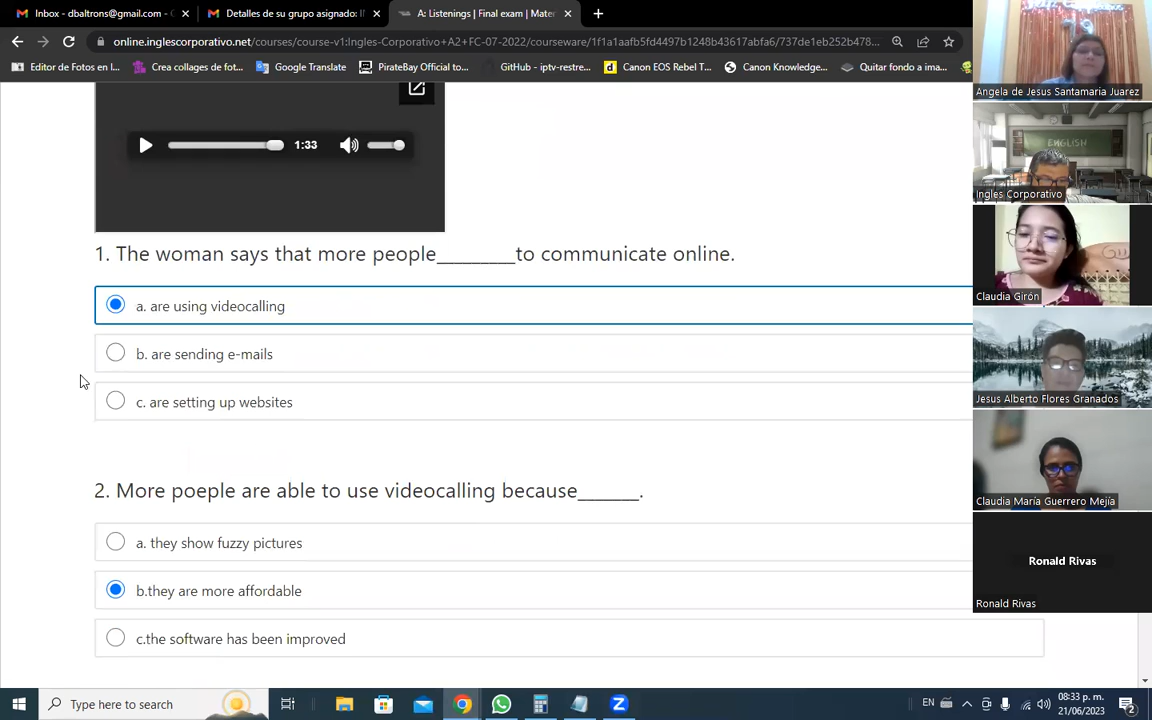 Inbox - dbaltrons@gmail.com -
Detalles de su grupo asignado: I
A: Listenings | Final exam | Mater
online.inglescorporativo.net/courses/course-v1:Ingles-Corporativo+A2+FC-07-2022/courseware/1f1a1aafb5fd4497b1248b43617abfa6/737de1eb252b478...
Editor de Fotos en l...
Crea collages de fot...
Google Translate
PirateBay Official to...
GitHub - iptv-restre...
Canon EOS Rebel T...
Canon Knowledge...
Quitar fondo a ima...
1:33
1. The woman says that more people_________to communicate online.
a. are using videocalling
b. are sending e-mails
c. are setting up websites
2. More poeple are able to use videocalling because______.
a. they show fuzzy pictures
b.they are more affordable
c.the software has been improved
Angela de Jesus Santamaria Juarez
ENGLISH
Ingles Corporativo
Claudia Girón
Jesus Alberto Flores Granados
Claudia María Guerrero Mejía
Ronald Rivas
Ronald Rivas
Type here to search
EN
08:33 p. m.
21/06/2023
2